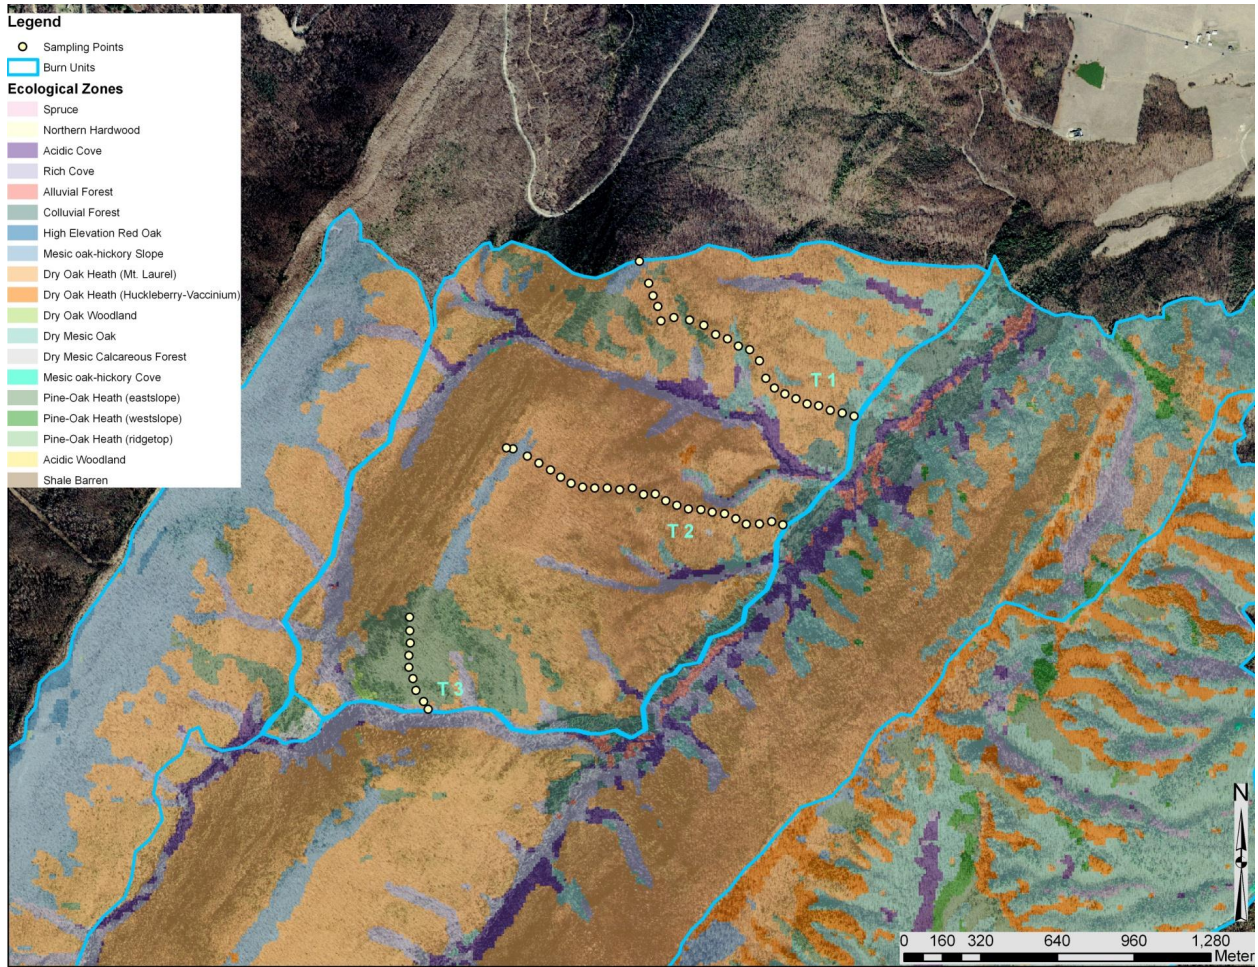 Legend
Sampling Points
Burn Units
Ecological Zones
Spruce
Northern Hardwood
Acidic Cove
Rich Cove
Alluvial Forest
Colluvial Forest
High Elevation Red Oak
Mesic oak-hickory Slope
Dry Oak Heath (Mt. Laurel)
Dry Oak Heath (Huckleberry-Vaccinium)
Dry Oak Woodland
Dry Mesic Oak
Dry Mesic Calcareous Forest
Mesic oak-hickory Cove
Pine-Oak Heath (eastslope)
Pine-Oak Heath (westslope)
Pine-Oak Heath (ridgetop)
Acidic Woodland
Shale Barren
T 1
T 2
T 3
N
0 160 320 640 960 1,280
Meter